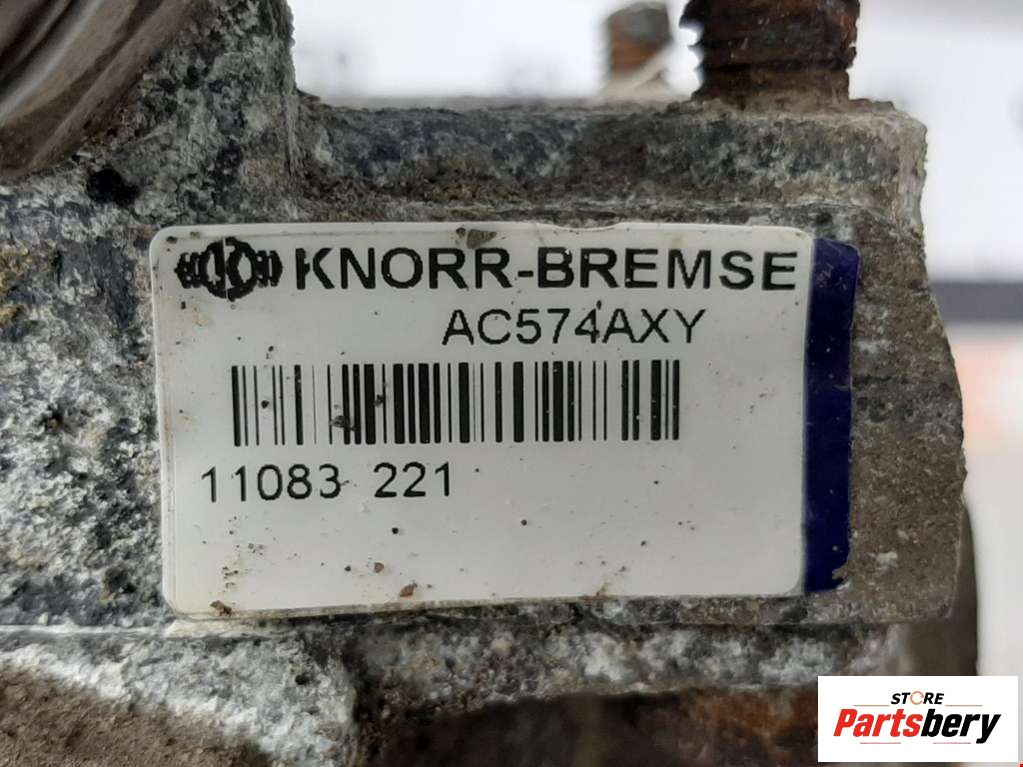 KNORR-BREMSE
AC574AXY
11083 221
STORE
Partsbery